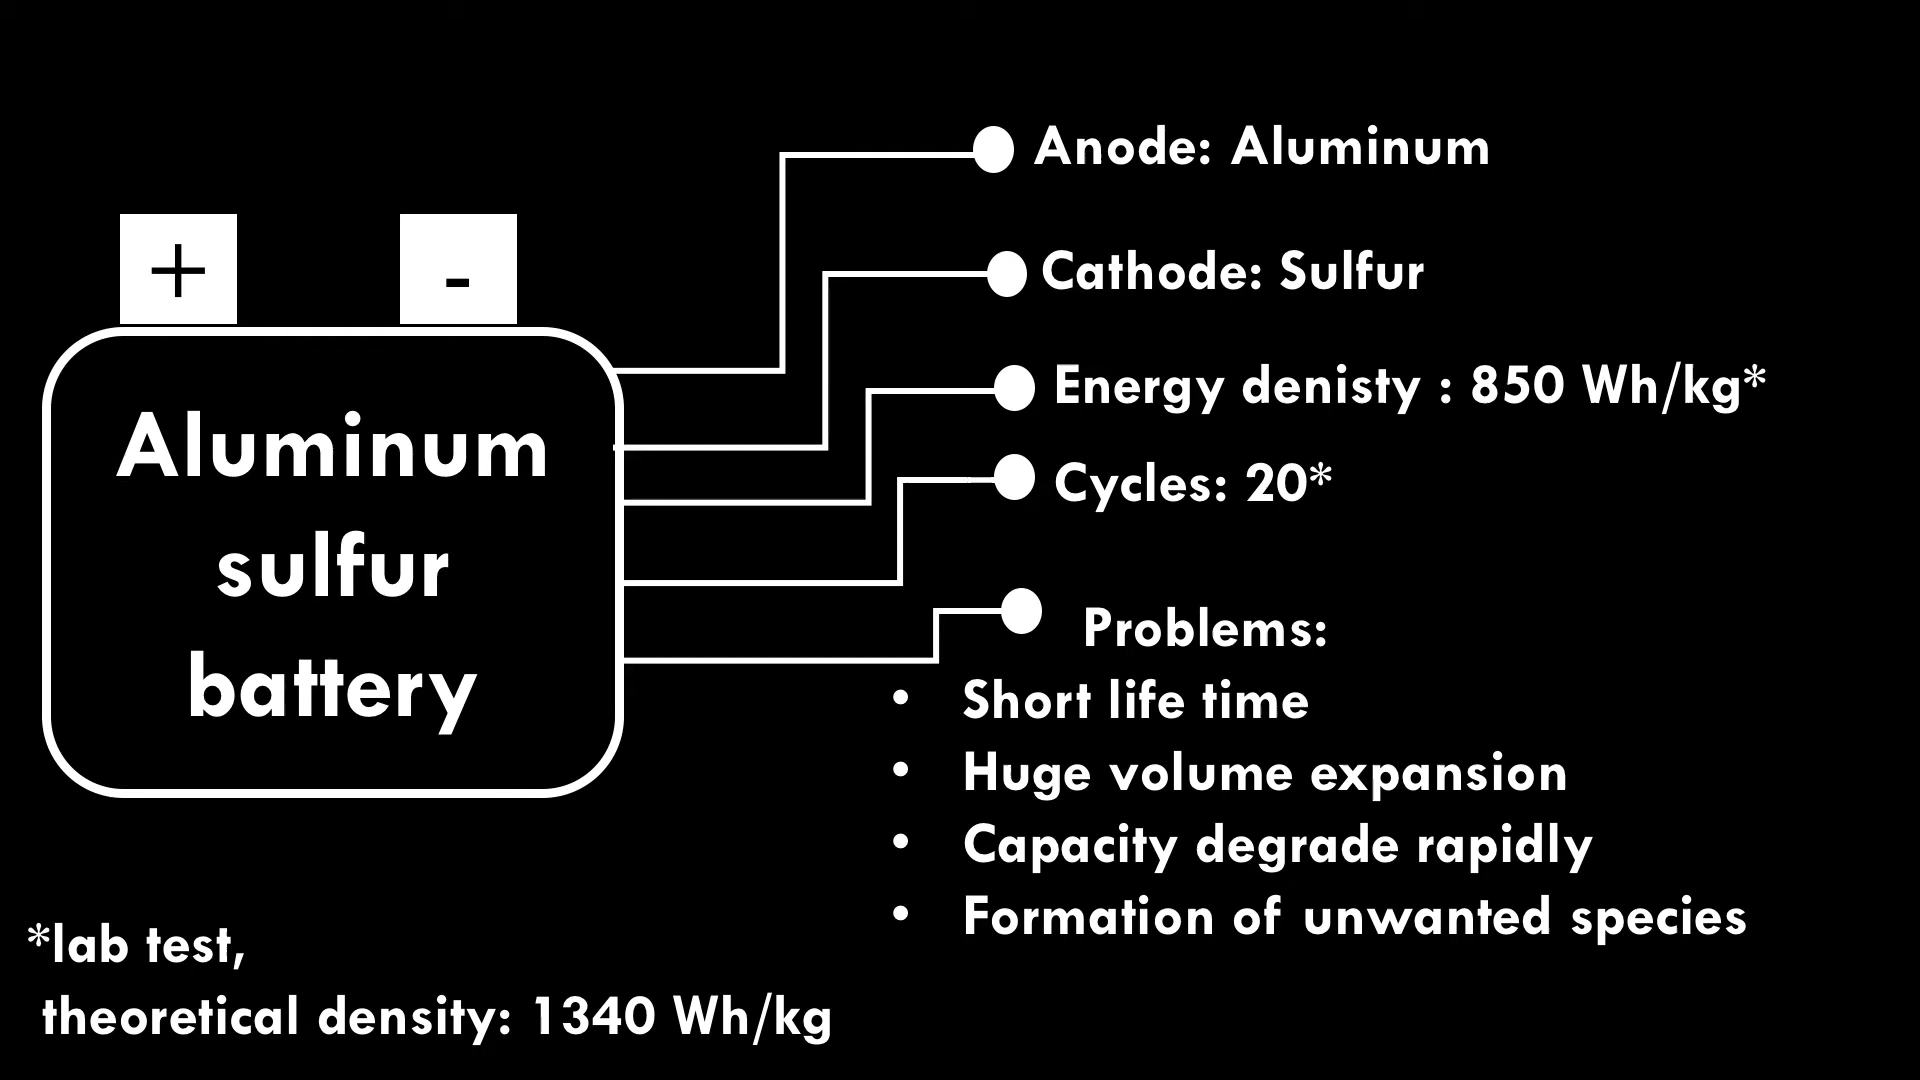 + -
Aluminum
sulfur
battery
Anode: Aluminum
Cathode: Sulfur
Energy denisty : 850 Wh/kg*
Cycles: 20*
Problems:
• Short life time
• Huge volume expansion
• Capacity degrade rapidly
• Formation of unwanted species
*lab test,
theoretical density: 1340 Wh/kg